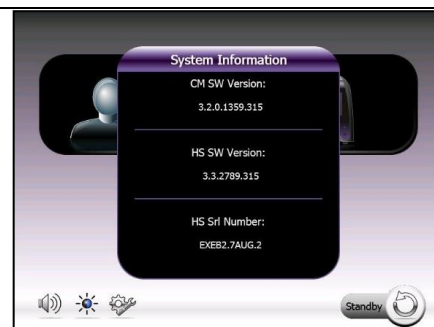 System Information
CM SW Version:
3.2.0.1359.315
HS SW Version:
3.3.2789.315
HS Srl Number:
EXEB2.7AUG.2
Standby